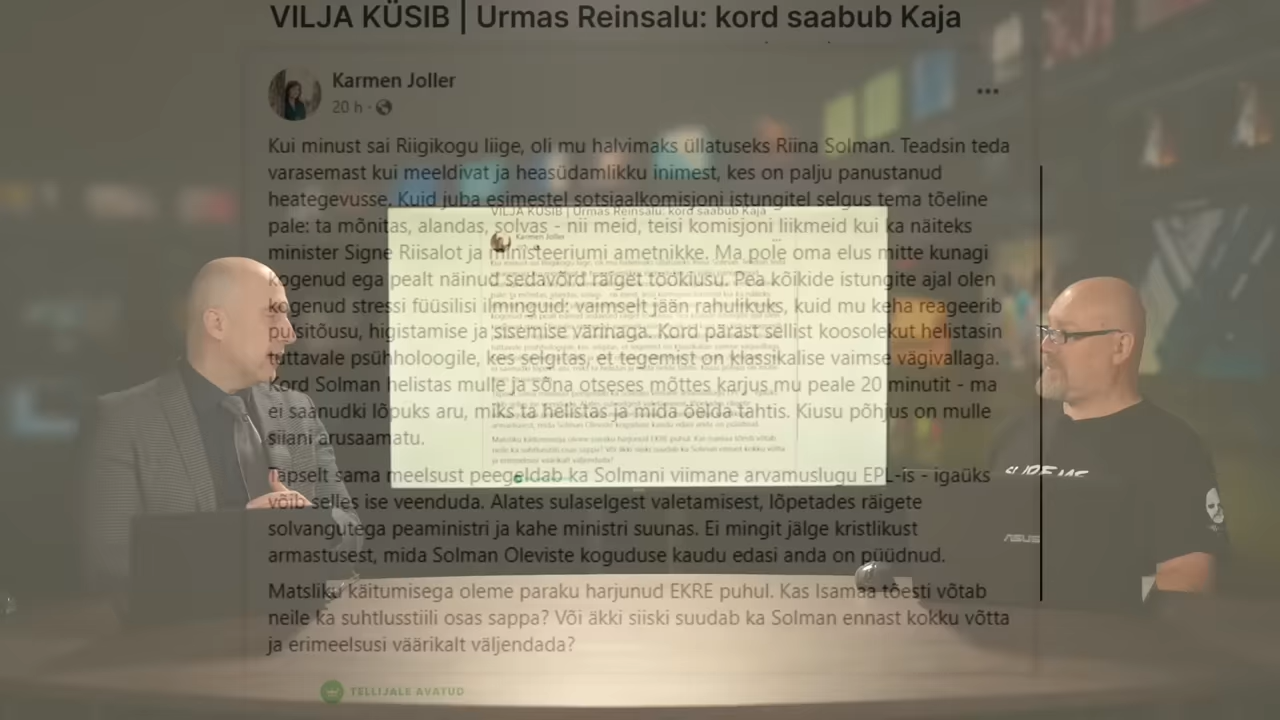 VILJA KÜSIB | Urmas Reinsalu: kord saabub Kaja
Karmen Joller
20 h
Kui minust sai Riigikogu liige, oli mu halvimaks üllatuseks Riina Solman. Teadsin teda
varasemast kui meeldivat ja heasüdamlikku inimest, kes on palju panustanud
heategevusse. Kuid juba esimestel sotsiaalkomisjoni istungitel selgus tema tõeline
pale: ta mõnitas, alandas, solvas - nii meid, teisi komisjoni liikmeid kui ka näiteks
minister Signe Riisalot ja ministeeriumi ametnikke. Ma pole oma elus mitte kunagi
kogenud ega pealt näinud sedavõrd räiget töökiusu. Pea kõikide istungite ajal olen
kogenud stressi füüsilisi ilminguid: vaimselt jään rahulikuks, kuid mu keha reageerib
pulsitõusu, higistamise ja sisemise värinaga. Kord pärast sellist koosolekut helistasin
tuttavale psühholoogile, kes selgitas, et tegemist on klassikalise vaimse vägivallaga.
Kord Solman helistas mulle ja sõna otseses mõttes karjus mu peale 20 minutit - ma
ei saanudki lõpuks aru, miks ta helistas ja mida öelda tahtis. Kiusu põhjus on mulle
siiani arusaamatu.
Täpselt sama meelsust peegeldab ka Solmani viimane arvamuslugu EPL-is - igaüks
võib selles ise veenduda. Alates sulaselgest valetamisest, lõpetades räigete
solvangutega peaministri ja kahe ministri suunas. Ei mingit jälge kristlikust
armastusest, mida Solman Oleviste koguduse kaudu edasi anda on püüdnud.
Matsliku käitumisega oleme paraku harjunud EKRE puhul. Kas Isamaa tõesti võtab
neile ka suhtlusstiili osas sappa? Või äkki siiski suudab ka Solman ennast kokku võtta
ja erimeelsusi väärikalt väljendada?
TELLIJALE AVATUD
VILJA KÜSIB | Urmas Reinsalu: kord saabub Kaja
Karmen Joller
ASUS